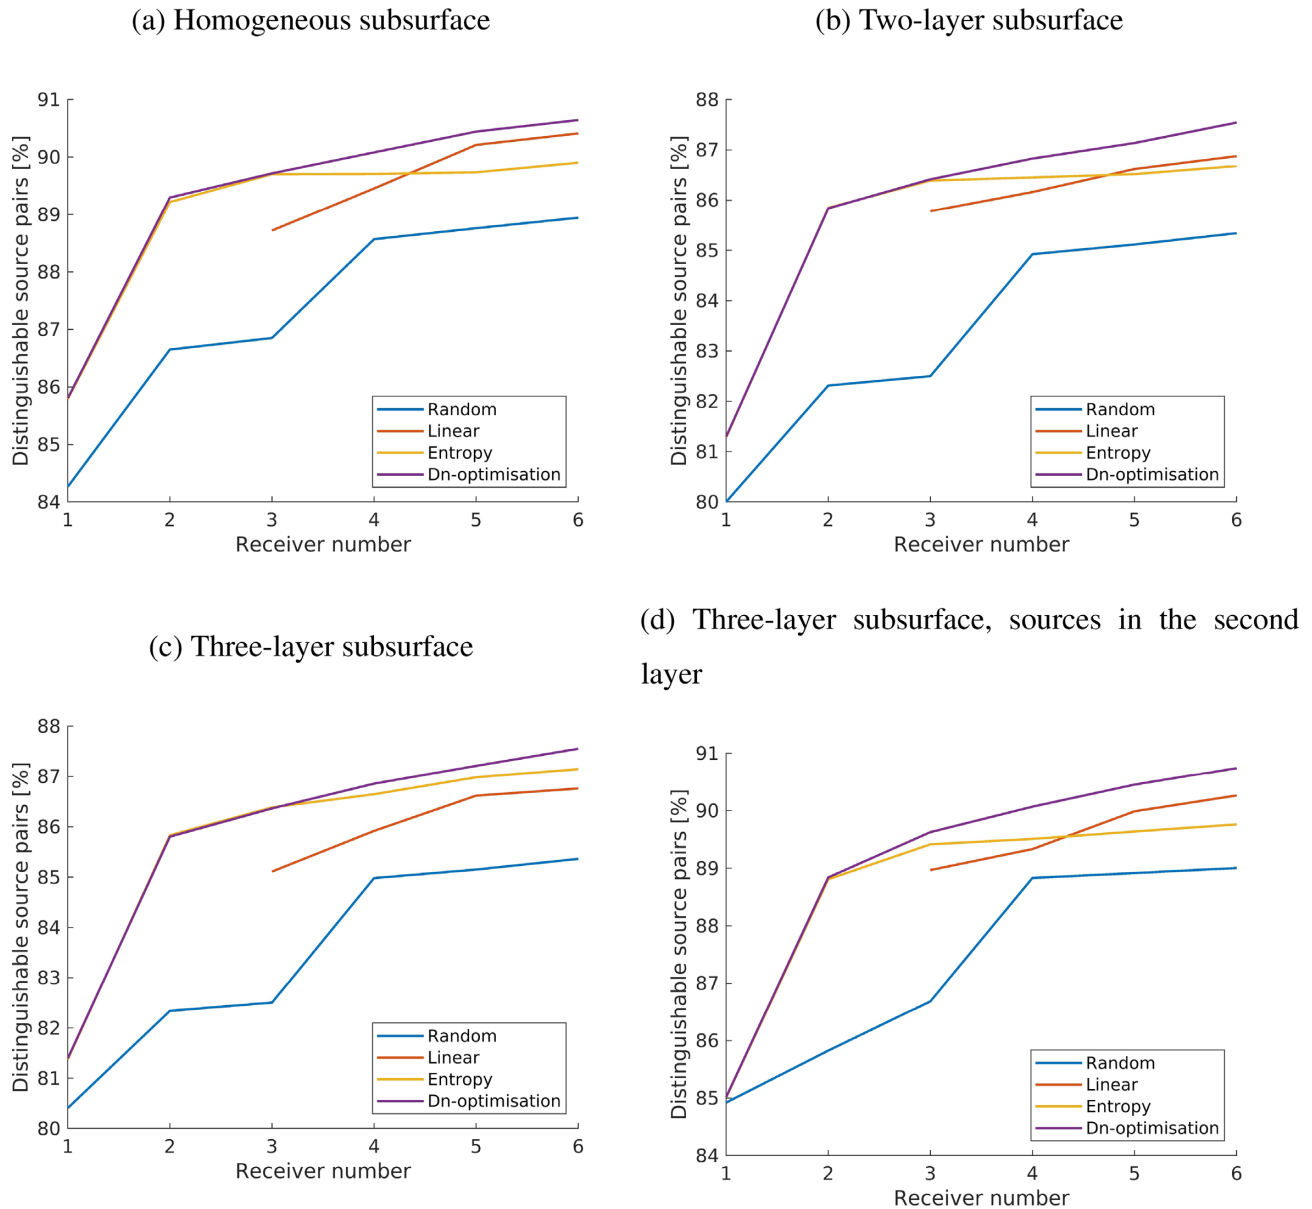 (a) Homogeneous subsurface
(b) Two-layer subsurface
Distinguishable source pairs [%]
91
90
89
88
87
86
85
84
1 2 3 4 5 6
Receiver number
Random
Linear
Entropy
Dn-optimisation
Distinguishable source pairs [%]
88
87
86
85
84
83
82
81
80
1 2 3 4 5 6
Receiver number
Random
Linear
Entropy
Dn-optimisation
(c) Three-layer subsurface
(d) Three-layer subsurface, sources in the second
layer
Distinguishable source pairs [%]
88
87
86
85
84
83
82
81
80
1 2 3 4 5 6
Receiver number
Random
Linear
Entropy
Dn-optimisation
Distinguishable source pairs [%]
91
90
89
88
87
86
85
84
1 2 3 4 5 6
Receiver number
Random
Linear
Entropy
Dn-optimisation